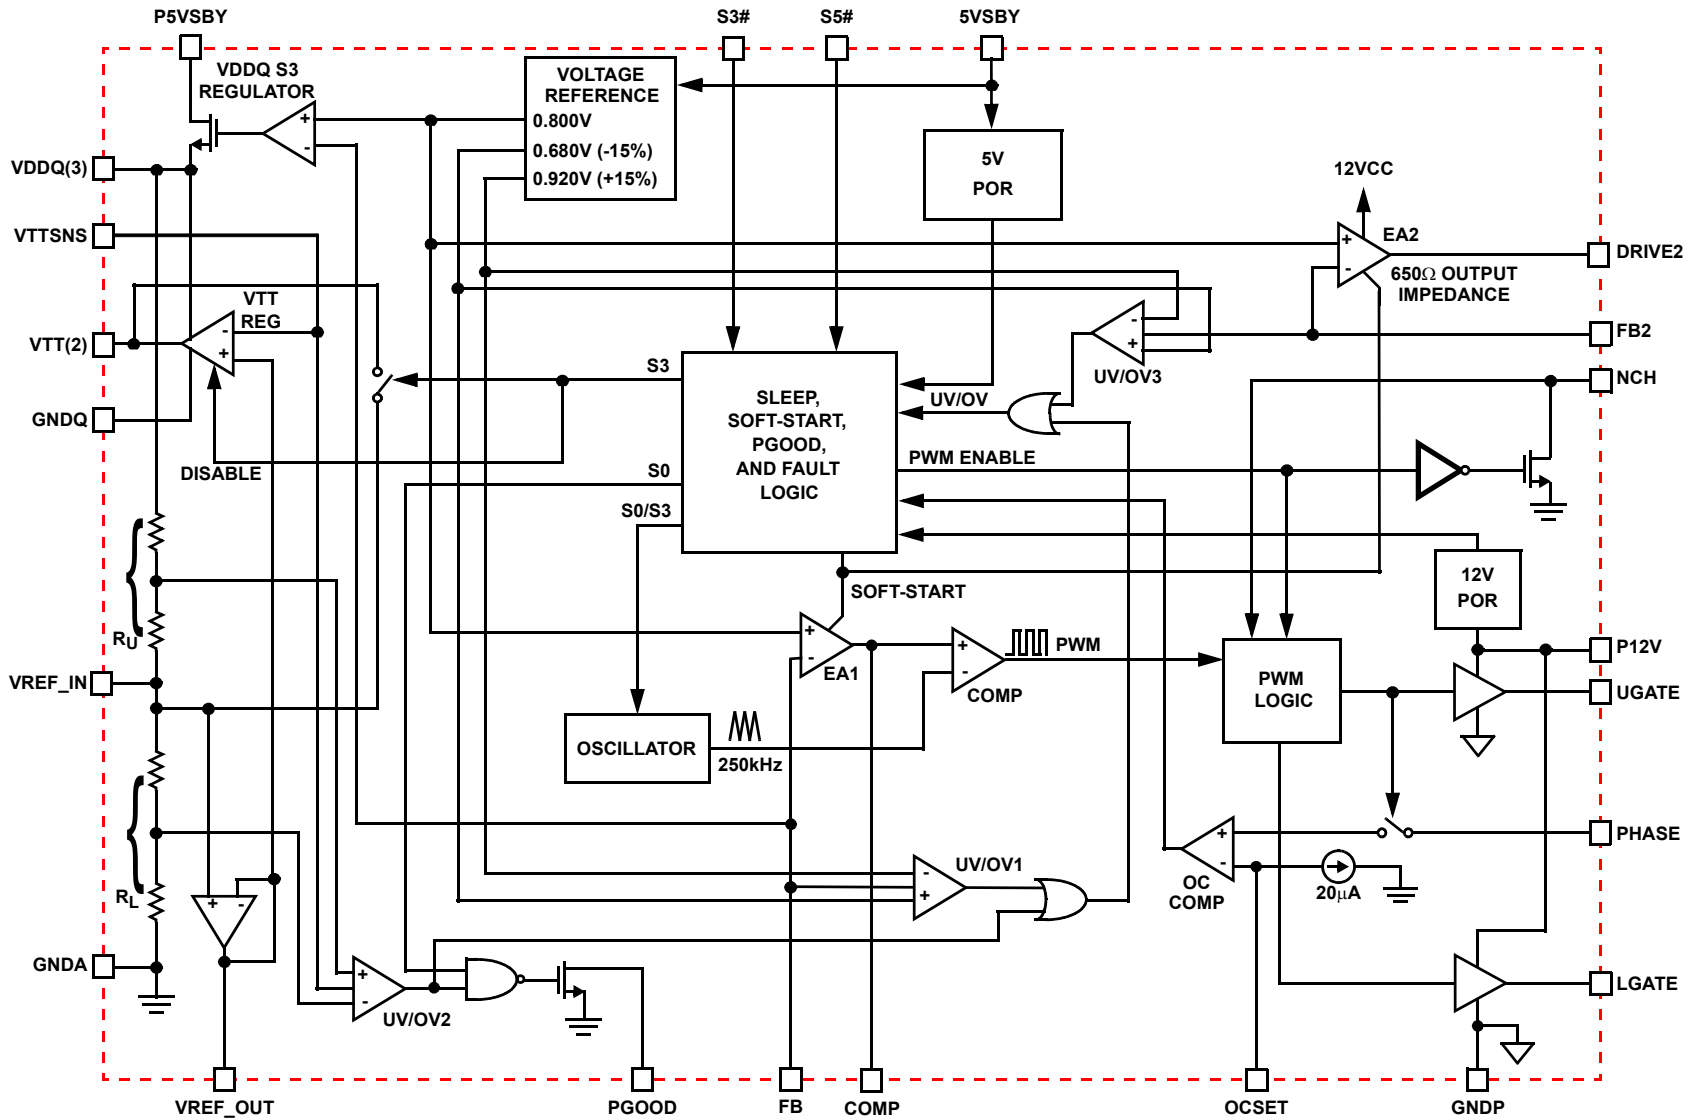 P5VSBY
S3#
S5#
5VSBY
VDDQ S3
REGULATOR
VOLTAGE
REFERENCE
0.800V
0.680V (-15%)
0.920V (+15%)
5V
POR
12VCC
VDDQ(3)
VTTSNS
EA2
DRIVE2
650Ω OUTPUT
IMPEDANCE
VTT
REG
VTT(2)
FB2
UV/OV3
S3
NCH
SLEEP,
SOFT-START,
PGOOD,
AND FAULT
LOGIC
UV/OV
GNDQ
DISABLE
S0
PWM ENABLE
S0/S3
SOFT-START
12V
POR
RU
EA1
PWM
COMP
P12V
VREF_IN
PWM
LOGIC
UGATE
OSCILLATOR
250kHz
PHASE
UV/OV1
OC
COMP
20µA
RL
GNDA
UV/OV2
LGATE
VREF_OUT
PGOOD
FB
COMP
OCSET
GNDP
+
-
-
+
+
-
-
+
+
-
+
-
+
-
-
+
+
-
+
-